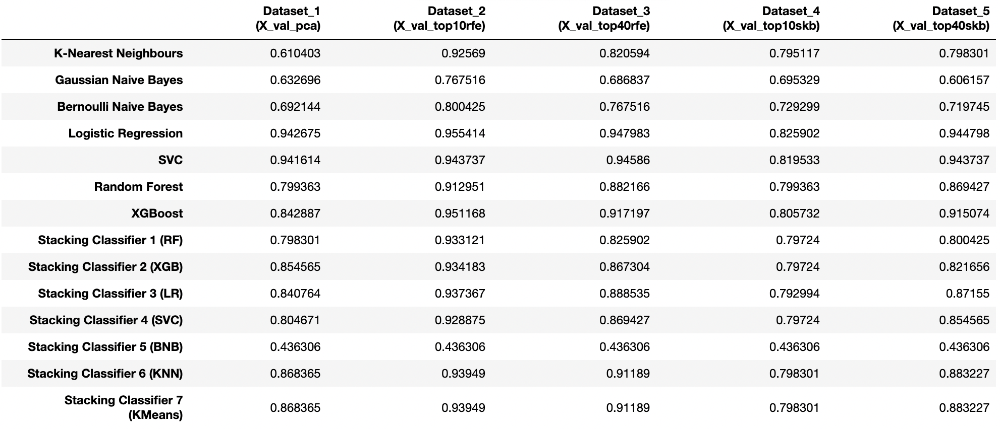 Dataset_1 Dataset_2 Dataset_3 Dataset_4 Dataset_5
(X_val_pca) (X_val_top10rfe) (X_val_top40rfe) (X_val_top10skb) (X_val_top40skb)
K-Nearest Neighbours 0.610403 0.92569 0.820594 0.795117 0.798301
Gaussian Naive Bayes 0.632696 0.767516 0.686837 0.695329 0.606157
Bernoulli Naive Bayes 0.692144 0.800425 0.767516 0.729299 0.719745
Logistic Regression 0.942675 0.955414 0.947983 0.825902 0.944798
SVC 0.941614 0.943737 0.94586 0.819533 0.943737
Random Forest 0.799363 0.912951 0.882166 0.799363 0.869427
XGBoost 0.842887 0.951168 0.917197 0.805732 0.915074
Stacking Classifier 1 (RF) 0.798301 0.933121 0.825902 0.79724 0.800425
Stacking Classifier 2 (XGB) 0.854565 0.934183 0.867304 0.79724 0.821656
Stacking Classifier 3 (LR) 0.840764 0.937367 0.888535 0.792994 0.87155
Stacking Classifier 4 (SVC) 0.804671 0.928875 0.869427 0.79724 0.854565
Stacking Classifier 5 (BNB) 0.436306 0.436306 0.436306 0.436306 0.436306
Stacking Classifier 6 (KNN) 0.868365 0.93949 0.91189 0.798301 0.883227
Stacking Classifier 7
(KMeans) 0.868365 0.93949 0.91189 0.798301 0.883227